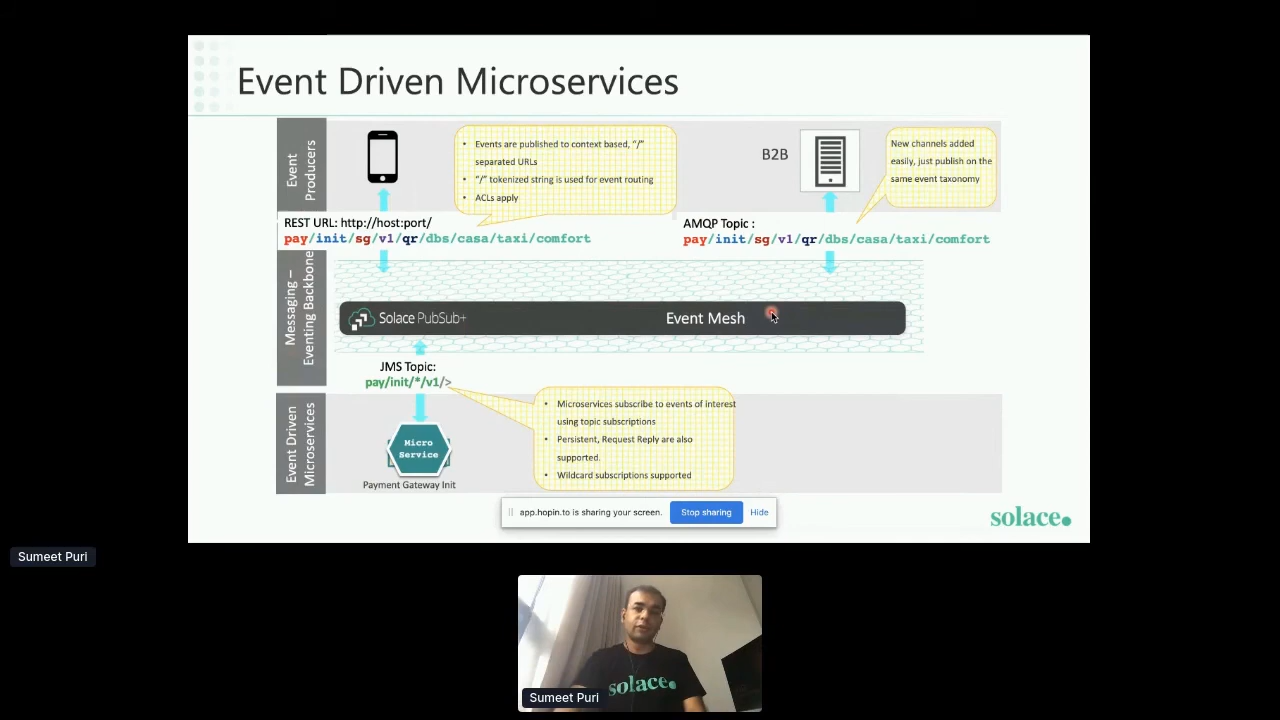 Event Driven Microservices
Event
Producers
• Events are published to context based, “/”
separated URLs
• “/” tokenized string is used for event routing
• ACLs apply
B2B
New channels added
easily, just publish on the
same event taxonomy
REST URL: http://host:port/
pay/init/sg/v1/qr/dbs/casa/taxi/comfort
AMQP Topic :
pay/init/sg/v1/qr/dbs/casa/taxi/comfort
Messaging –
Eventing Backbone
Solace PubSub+
Event Mesh
JMS Topic:
pay/init/*/v1/>
Event Driven
Microservices
Micro
Service
Payment Gateway Init
• Microservices subscribe to events of interest
using topic subscriptions
• Persistent, Request Reply are also
supported.
• Wildcard subscriptions supported
app.hopin.to is sharing your screen.
Stop sharing
Hide
solace.
Sumeet Puri
solace.
Sumeet Puri